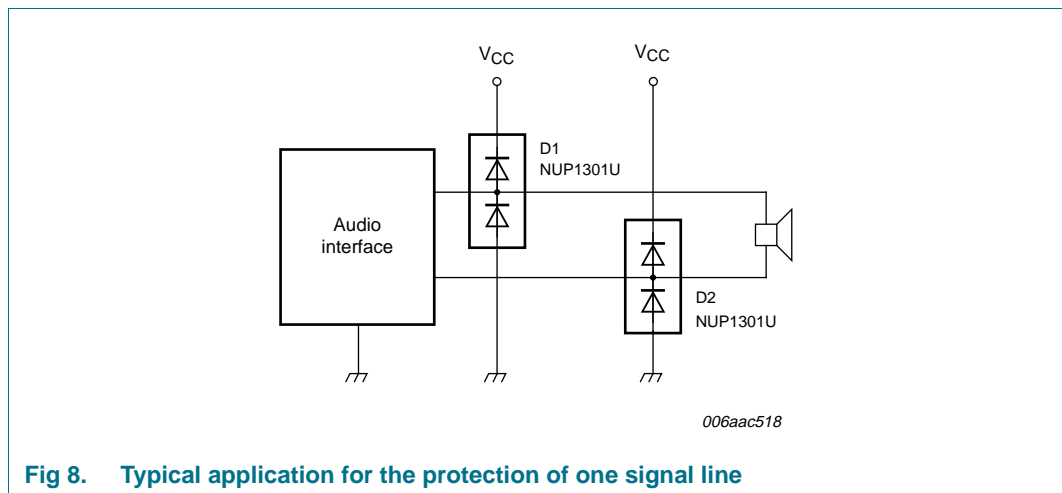 VCC
VCC
D1
NUP1301U
Audio
interface
D2
NUP1301U
006aac518
Fig 8. Typical application for the protection of one signal line